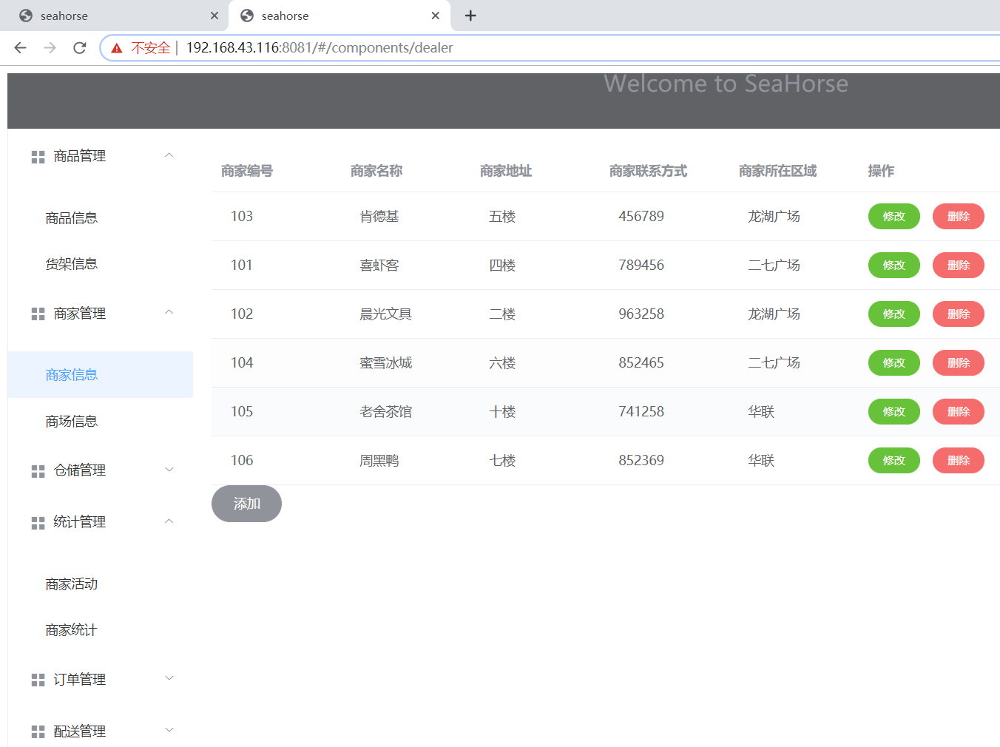 seahorse
seahorse
不安全 | 192.168.43.116:8081/#/components/dealer
Welcome to SeaHorse
商品管理
商品信息
货架信息
商家管理
商家信息
商场信息
仓储管理
统计管理
商家活动
商家统计
订单管理
配送管理
商家编号 商家名称 商家地址 商家联系方式 商家所在区域 操作
103 肯德基 五楼 456789 龙湖广场 修改 删除
101 喜虾客 四楼 789456 二七广场 修改 删除
102 晨光文具 二楼 963258 龙湖广场 修改 删除
104 蜜雪冰城 六楼 852465 二七广场 修改 删除
105 老舍茶馆 十楼 741258 华联 修改 删除
106 周黑鸭 七楼 852369 华联 修改 删除
添加